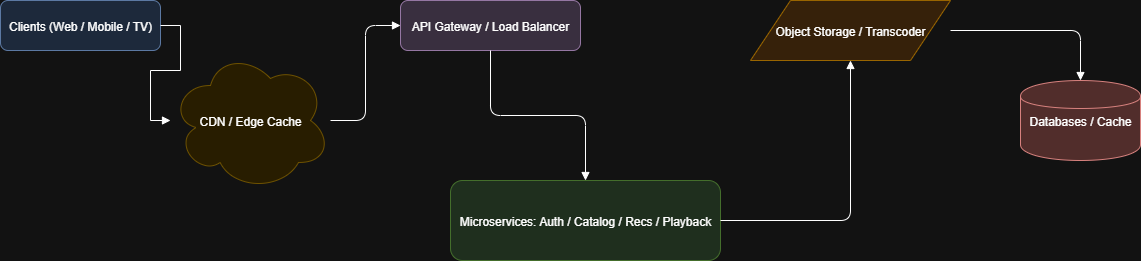 Clients (Web / Mobile / TV)
API Gateway / Load Balancer
Object Storage / Transcoder
CDN / Edge Cache
Databases / Cache
Microservices: Auth / Catalog / Recs / Playback